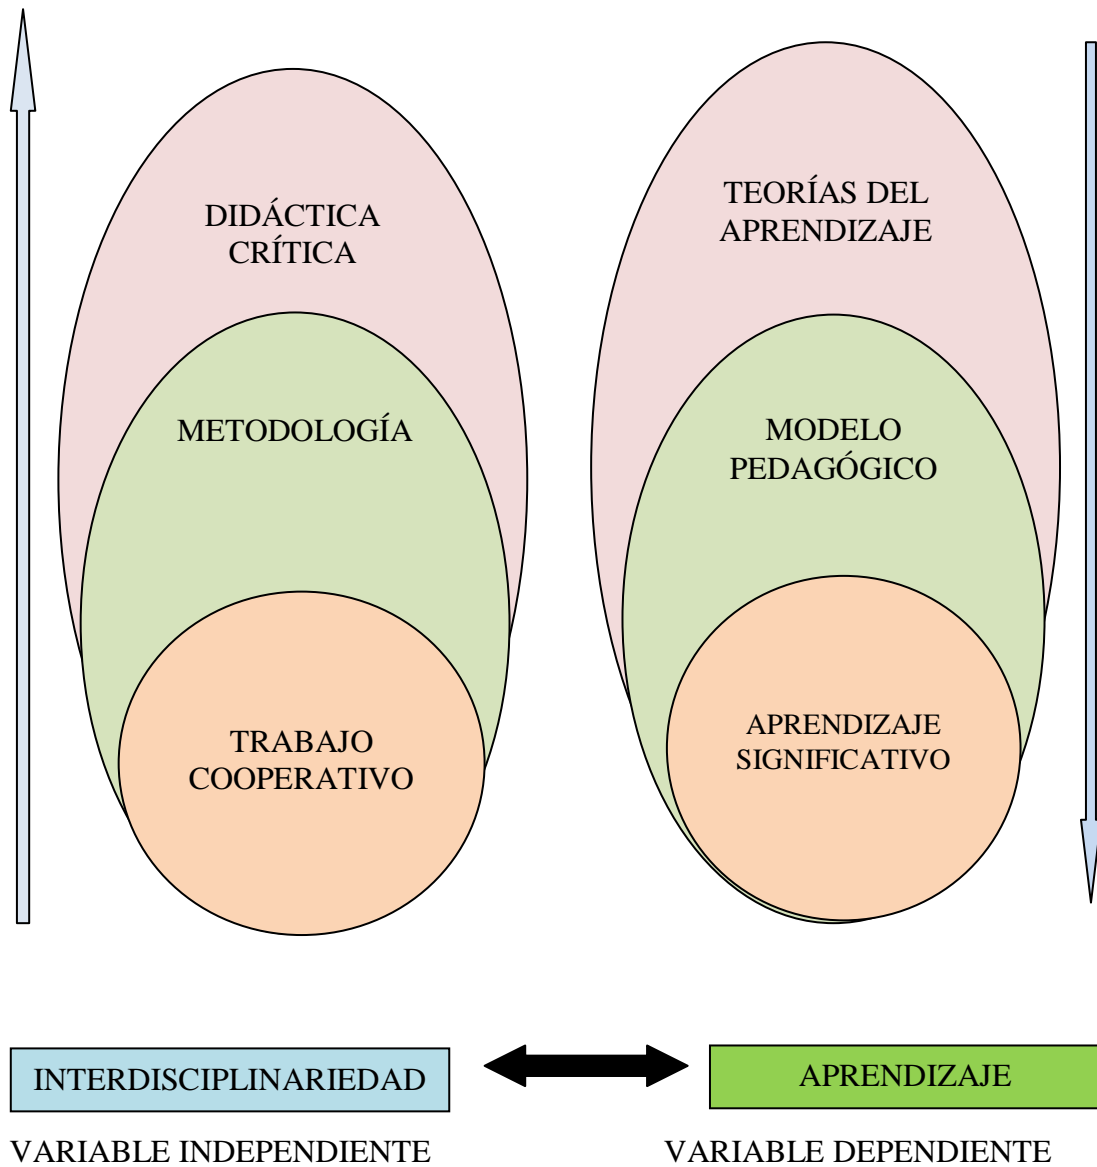 DIDÁCTICA
CRÍTICA
METODOLOGÍA
TRABAJO
COOPERATIVO
TEORÍAS DEL
APRENDIZAJE
MODELO
PEDAGÓGICO
APRENDIZAJE
SIGNIFICATIVO
INTERDISCIPLINARIEDAD
APRENDIZAJE
VARIABLE INDEPENDIENTE
VARIABLE DEPENDIENTE